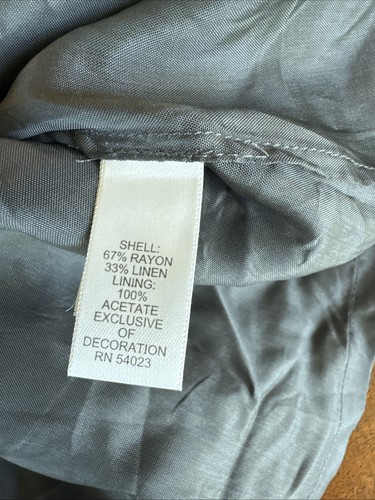 SHELL:
67% RAYON
33% LINEN
LINING:
100%
ACETATE
EXCLUSIVE
OF
DECORATION
RN 54023